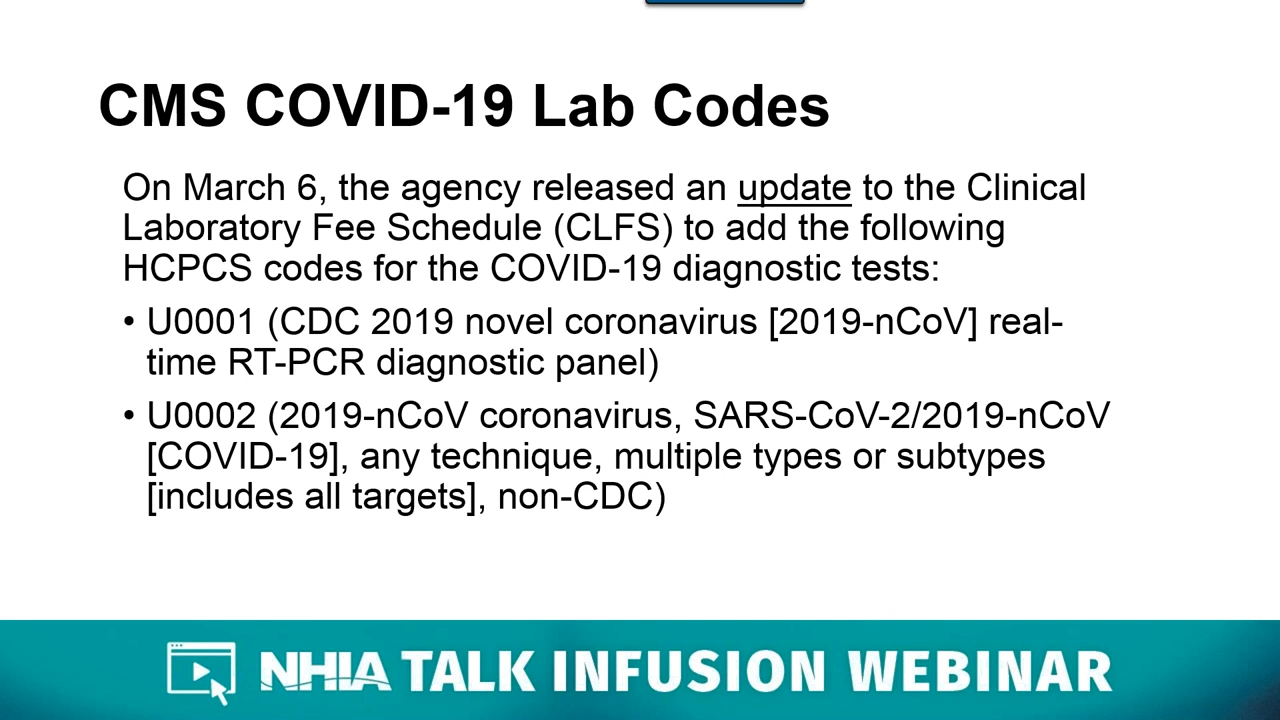 CMS COVID-19 Lab Codes
On March 6, the agency released an update to the Clinical
Laboratory Fee Schedule (CLFS) to add the following
HCPCS codes for the COVID-19 diagnostic tests:
• U0001 (CDC 2019 novel coronavirus [2019-nCoV] real-
time RT-PCR diagnostic panel)
• U0002 (2019-nCoV coronavirus, SARS-CoV-2/2019-nCoV
[COVID-19], any technique, multiple types or subtypes
[includes all targets], non-CDC)
NHIA TALK INFUSION WEBINAR